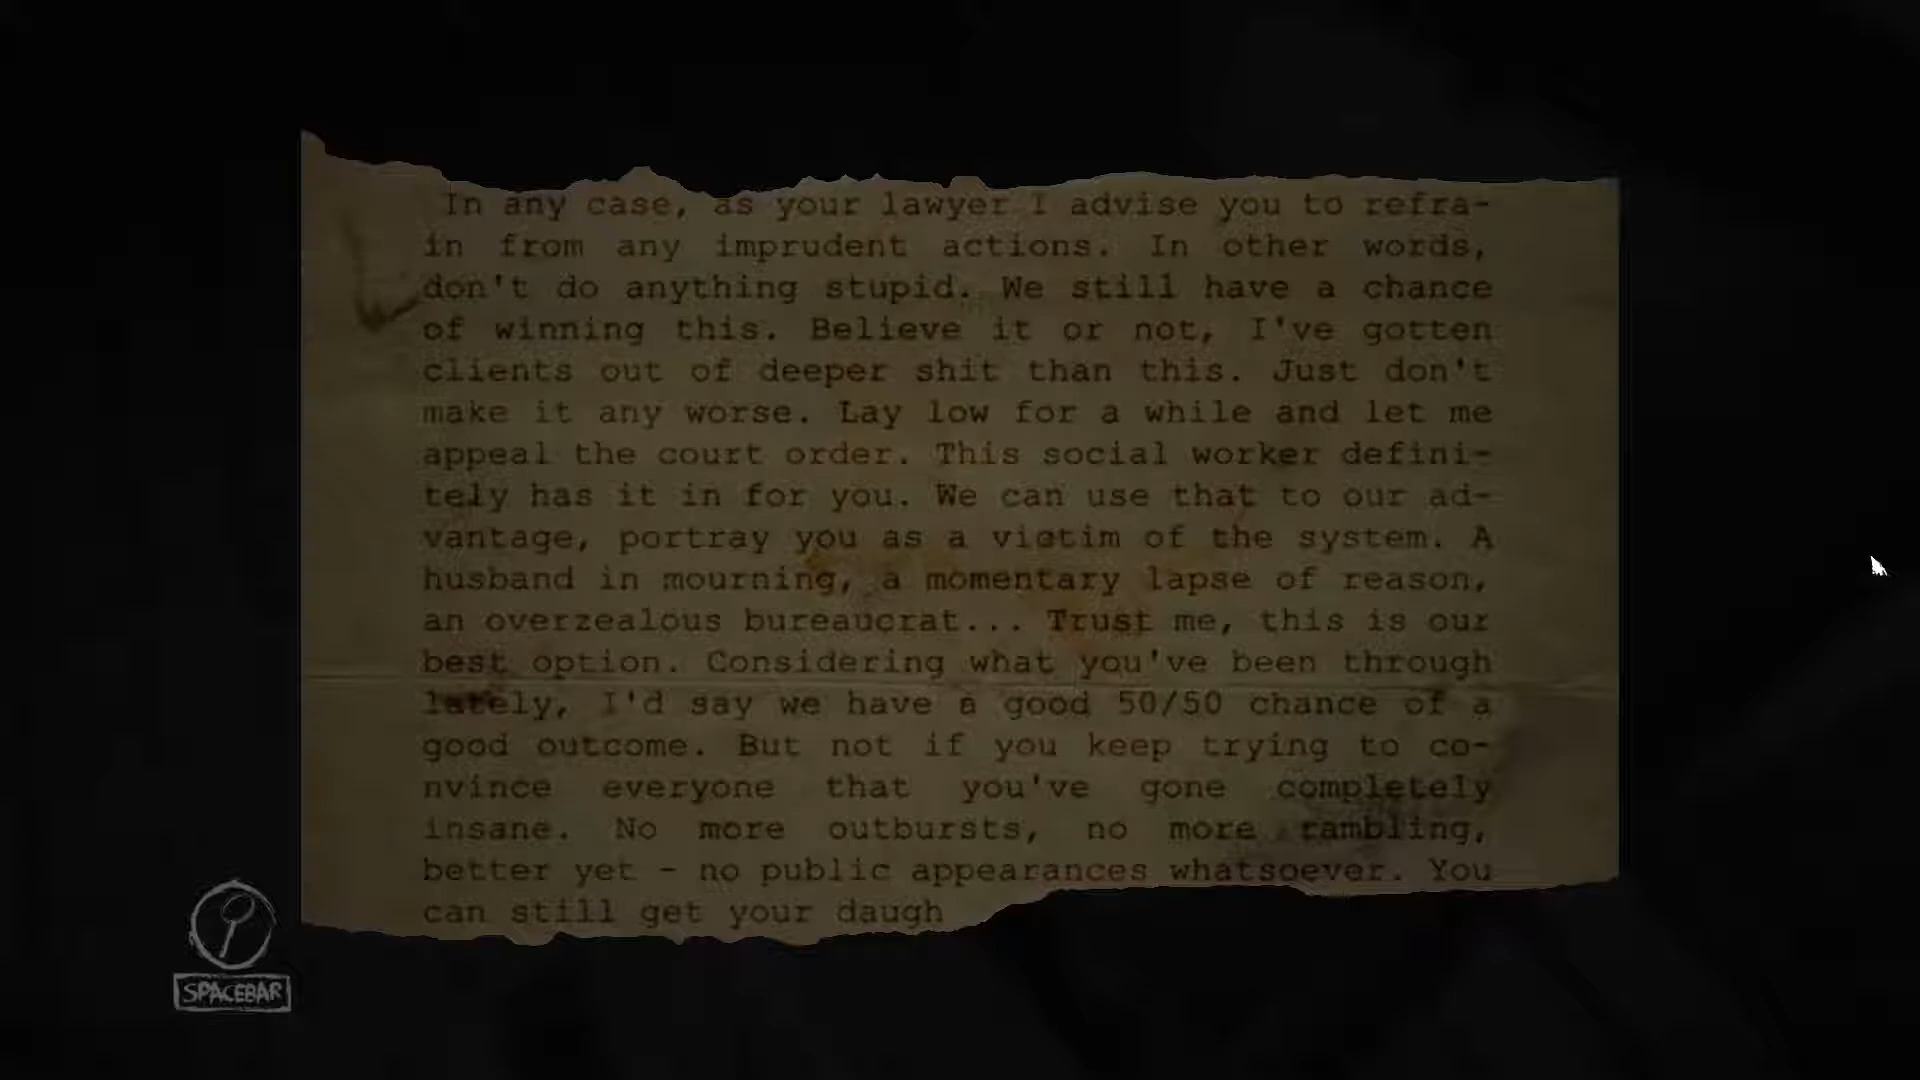 In any case, as your lawyer I advise you to refra-
in from any imprudent actions. In other words,
don't do anything stupid. We still have a chance
of winning this. Believe it or not, I've gotten
clients out of deeper shit than this. Just don't
make it any worse. Lay low for a while and let me
appeal the court order. This social worker defini-
tely has it in for you. We can use that to our ad-
vantage, portray you as a victim of the system. A
husband in mourning, a momentary lapse of reason,
an overzealous bureaucrat... Trust me, this is our
best option. Considering what you've been through
lately, I'd say we have a good 50/50 chance of a
good outcome. But not if you keep trying to co-
nvince everyone that you've gone completely
insane. No more outbursts, no more rambling,
better yet - no public appearances whatsoever. You
can still get your daugh
SPACEBAR